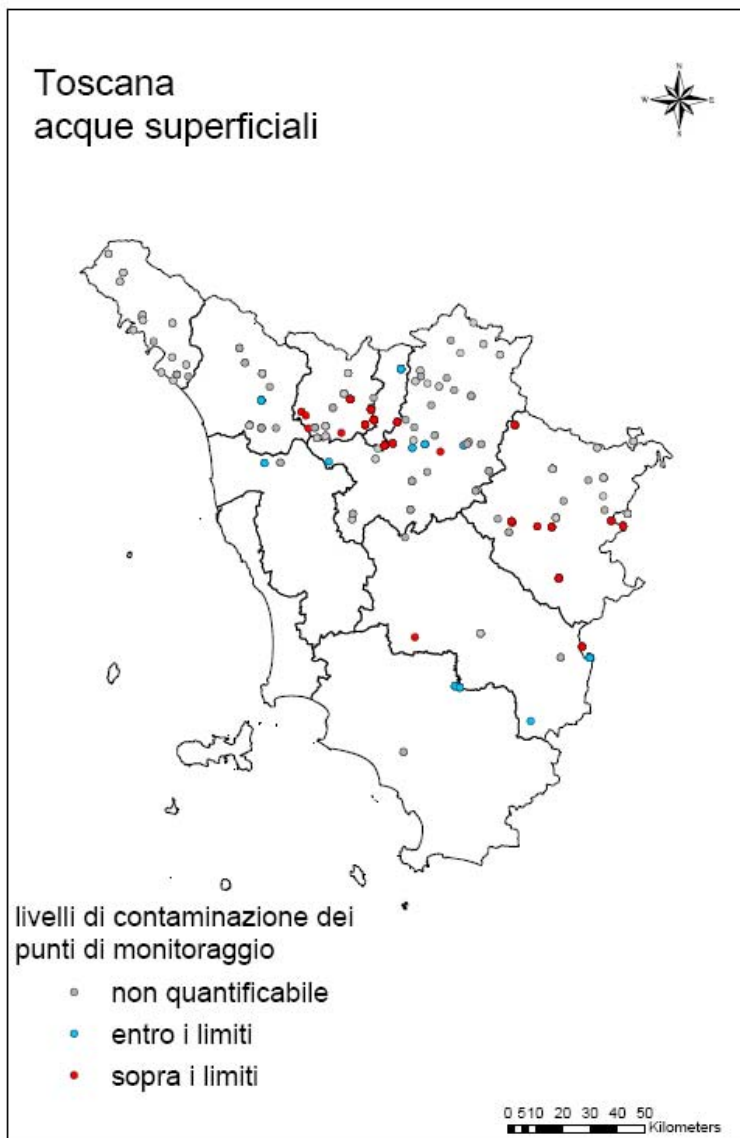 Toscana
acque superficiali
N
W E
S
livelli di contaminazione dei
punti di monitoraggio
non quantificabile
entro i limiti
sopra i limiti
0 5 10 20 30 40 50
Kilometers